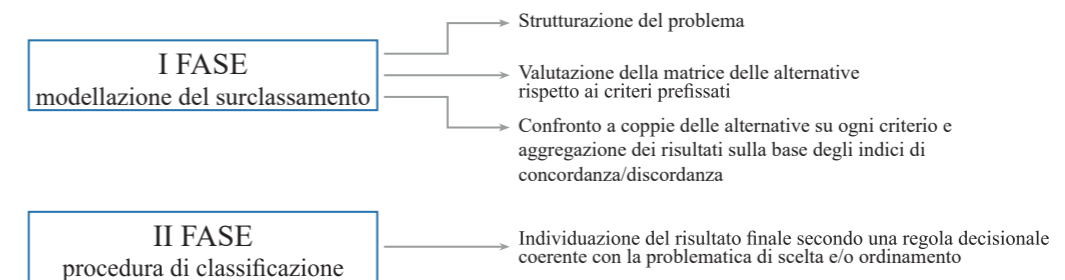 Strutturazione del problema
I FASE
modellazione del surclassamento
Valutazione della matrice delle alternative
rispetto ai criteri prefissati
Confronto a coppie delle alternative su ogni criterio e
aggregazione dei risultati sulla base degli indici di
concordanza/discordanza
II FASE
procedura di classificazione
Individuazione del risultato finale secondo una regola decisionale
coerente con la problematica di scelta e/o ordinamento